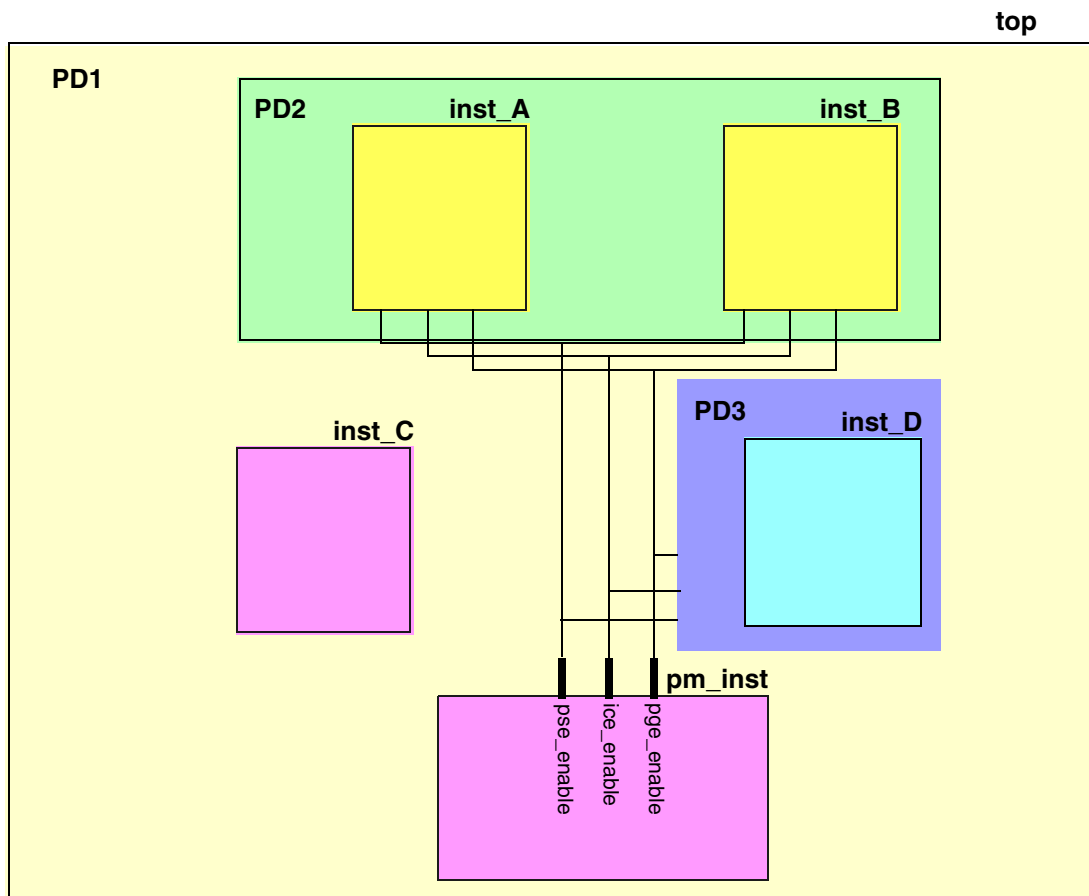 top
PD1
PD2
inst_A
inst_B
PD3
inst_C
inst_D
pm_inst
pse_enable
ice_enable
pge_enable